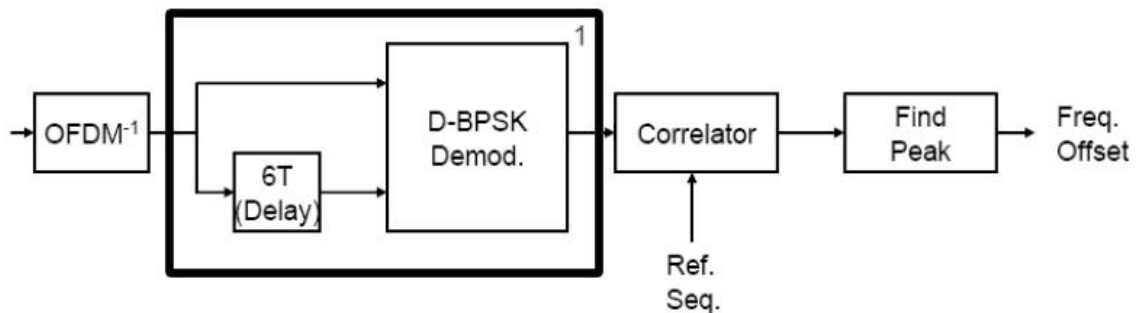 1
OFDM-1
D-BPSK
Demod.
6T
(Delay)
Correlator
Find
Peak
Freq.
Offset
Ref.
Seq.